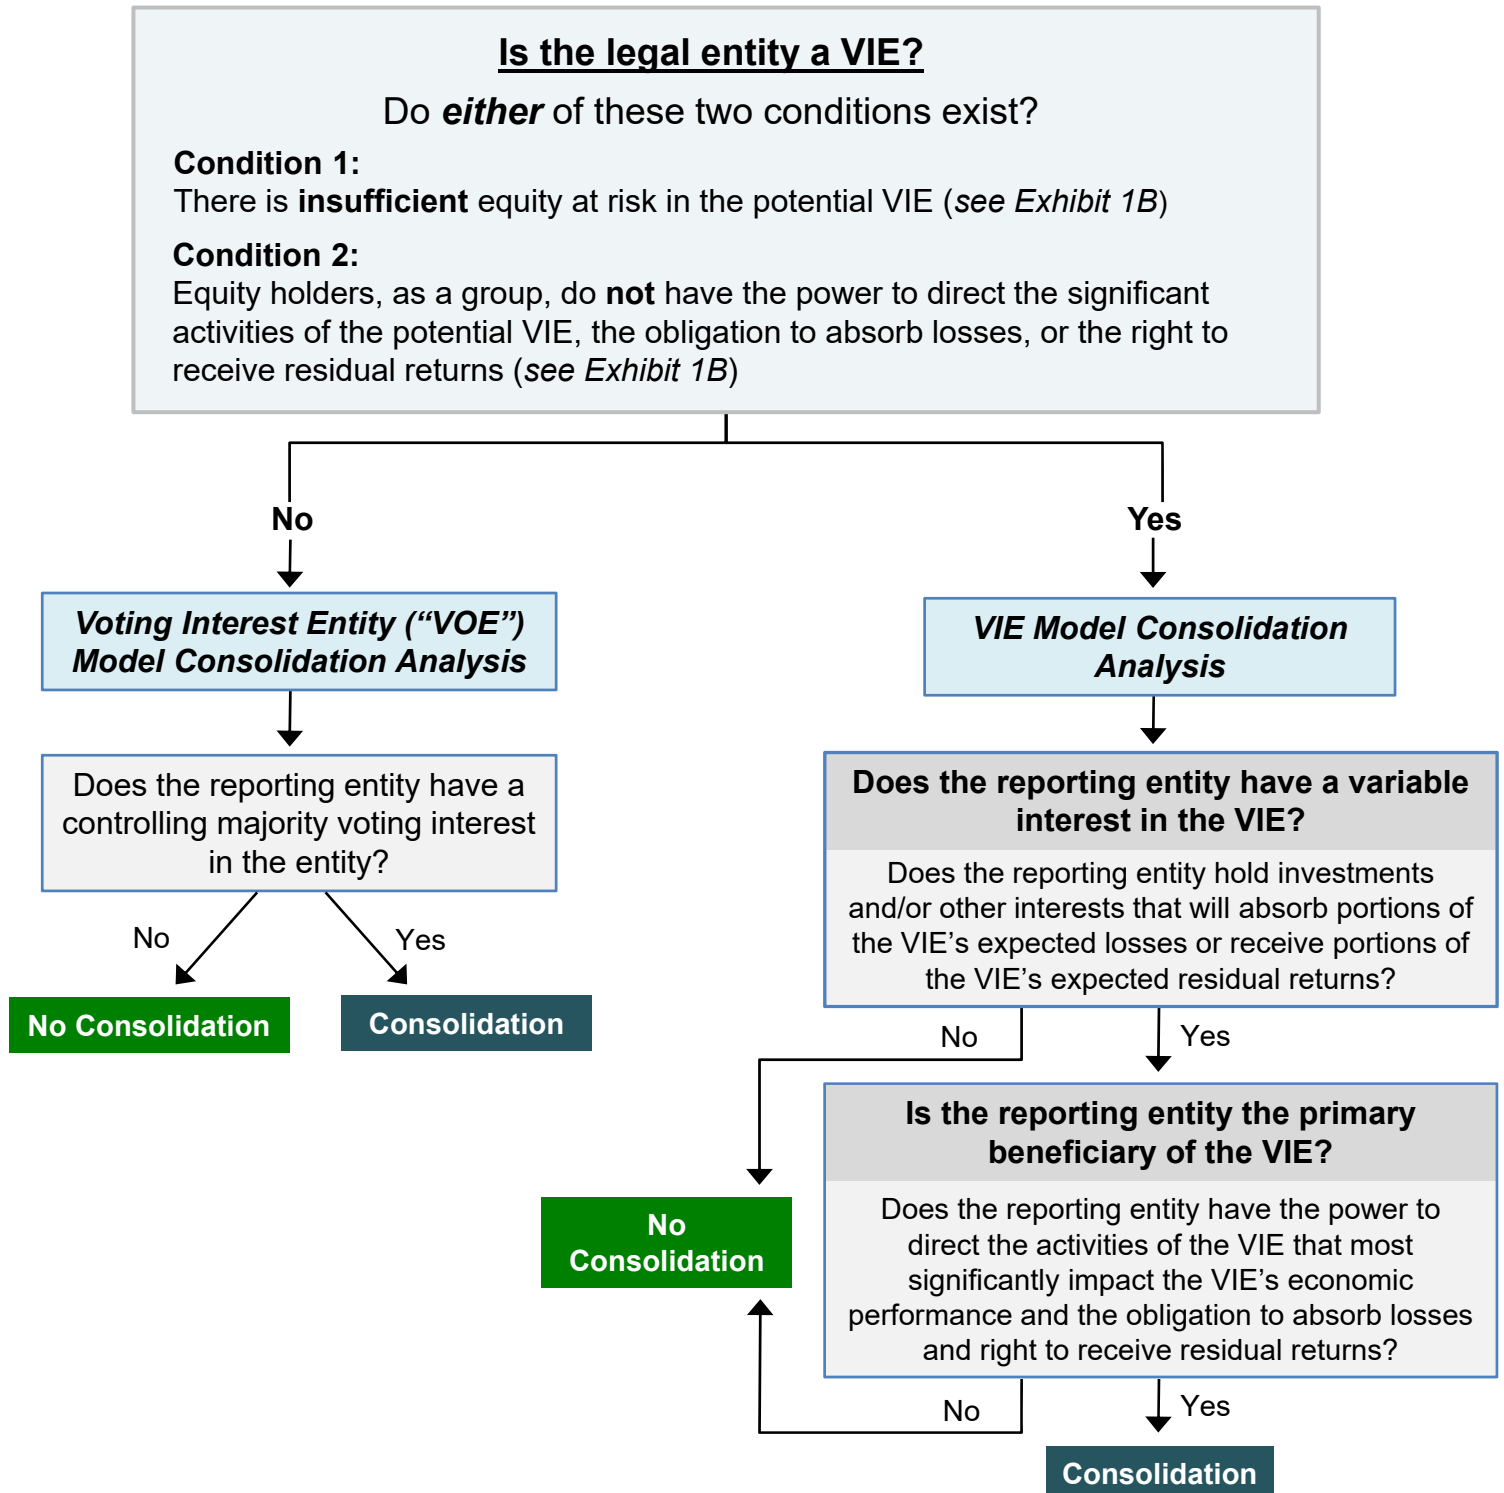 Is the legal entity a VIE?
Do either of these two conditions exist?
Condition 1:
There is insufficient equity at risk in the potential VIE (see Exhibit 1B)
Condition 2:
Equity holders, as a group, do not have the power to direct the significant
activities of the potential VIE, the obligation to absorb losses, or the right to
receive residual returns (see Exhibit 1B)
No
Yes
Voting Interest Entity (“VOE”)
Model Consolidation Analysis
VIE Model Consolidation
Analysis
Does the reporting entity have a
controlling majority voting interest
in the entity?
No
Yes
No Consolidation
Consolidation
Does the reporting entity have a variable
interest in the VIE?
Does the reporting entity hold investments
and/or other interests that will absorb portions of
the VIE’s expected losses or receive portions of
the VIE’s expected residual returns?
No
Yes
Is the reporting entity the primary
beneficiary of the VIE?
Does the reporting entity have the power to
direct the activities of the VIE that most
significantly impact the VIE’s economic
performance and the obligation to absorb losses
and right to receive residual returns?
No
Consolidation
No
Yes
Consolidation